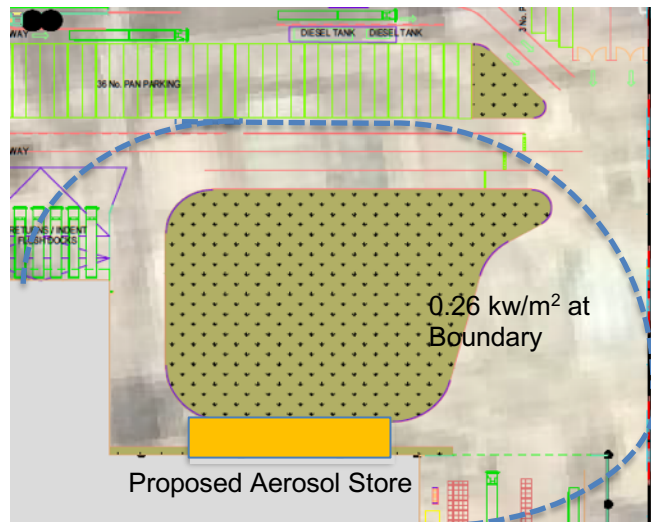 DIESEL TANK DIESEL TANK
WAY
36 No. PAN PARKING
WAY
RETURNS / INDENT
FLUSH DOCKS
0.26 kw/m² at
Boundary
Proposed Aerosol Store